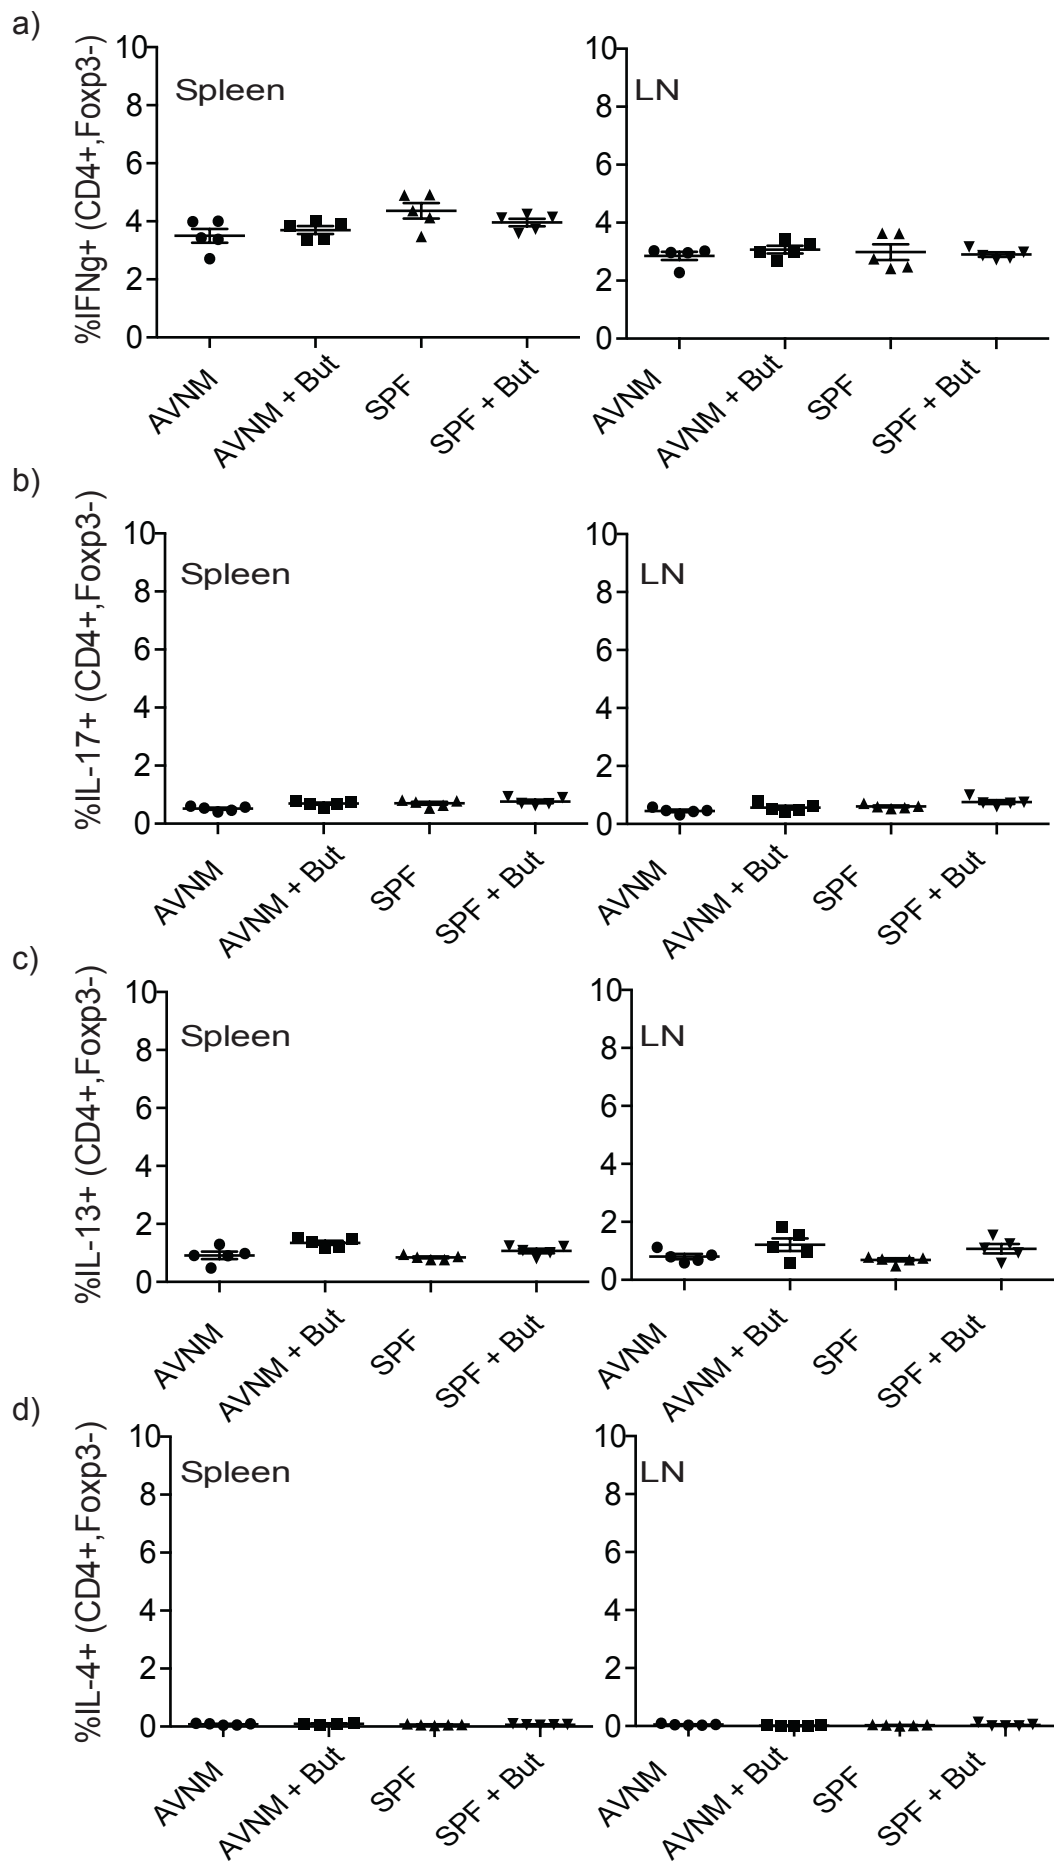 a)
%IFNg+ (CD4+,Foxp3-)
10
8
6
4
2
0
Spleen
AVNM
AVNM + But
SPF
SPF + But
10
8
6
4
2
0
LN
AVNM
AVNM + But
SPF
SPF + But
b)
%IL-17+ (CD4+,Foxp3-)
10
8
6
4
2
0
Spleen
AVNM
AVNM + But
SPF
SPF + But
10
8
6
4
2
0
LN
AVNM
AVNM + But
SPF
SPF + But
c)
%IL-13+ (CD4+,Foxp3-)
10
8
6
4
2
0
Spleen
AVNM
AVNM + But
SPF
SPF + But
10
8
6
4
2
0
LN
AVNM
AVNM + But
SPF
SPF + But
d)
%IL-4+ (CD4+,Foxp3-)
10
8
6
4
2
0
Spleen
AVNM
AVNM + But
SPF
SPF + But
10
8
6
4
2
0
LN
AVNM
AVNM + But
SPF
SPF + But